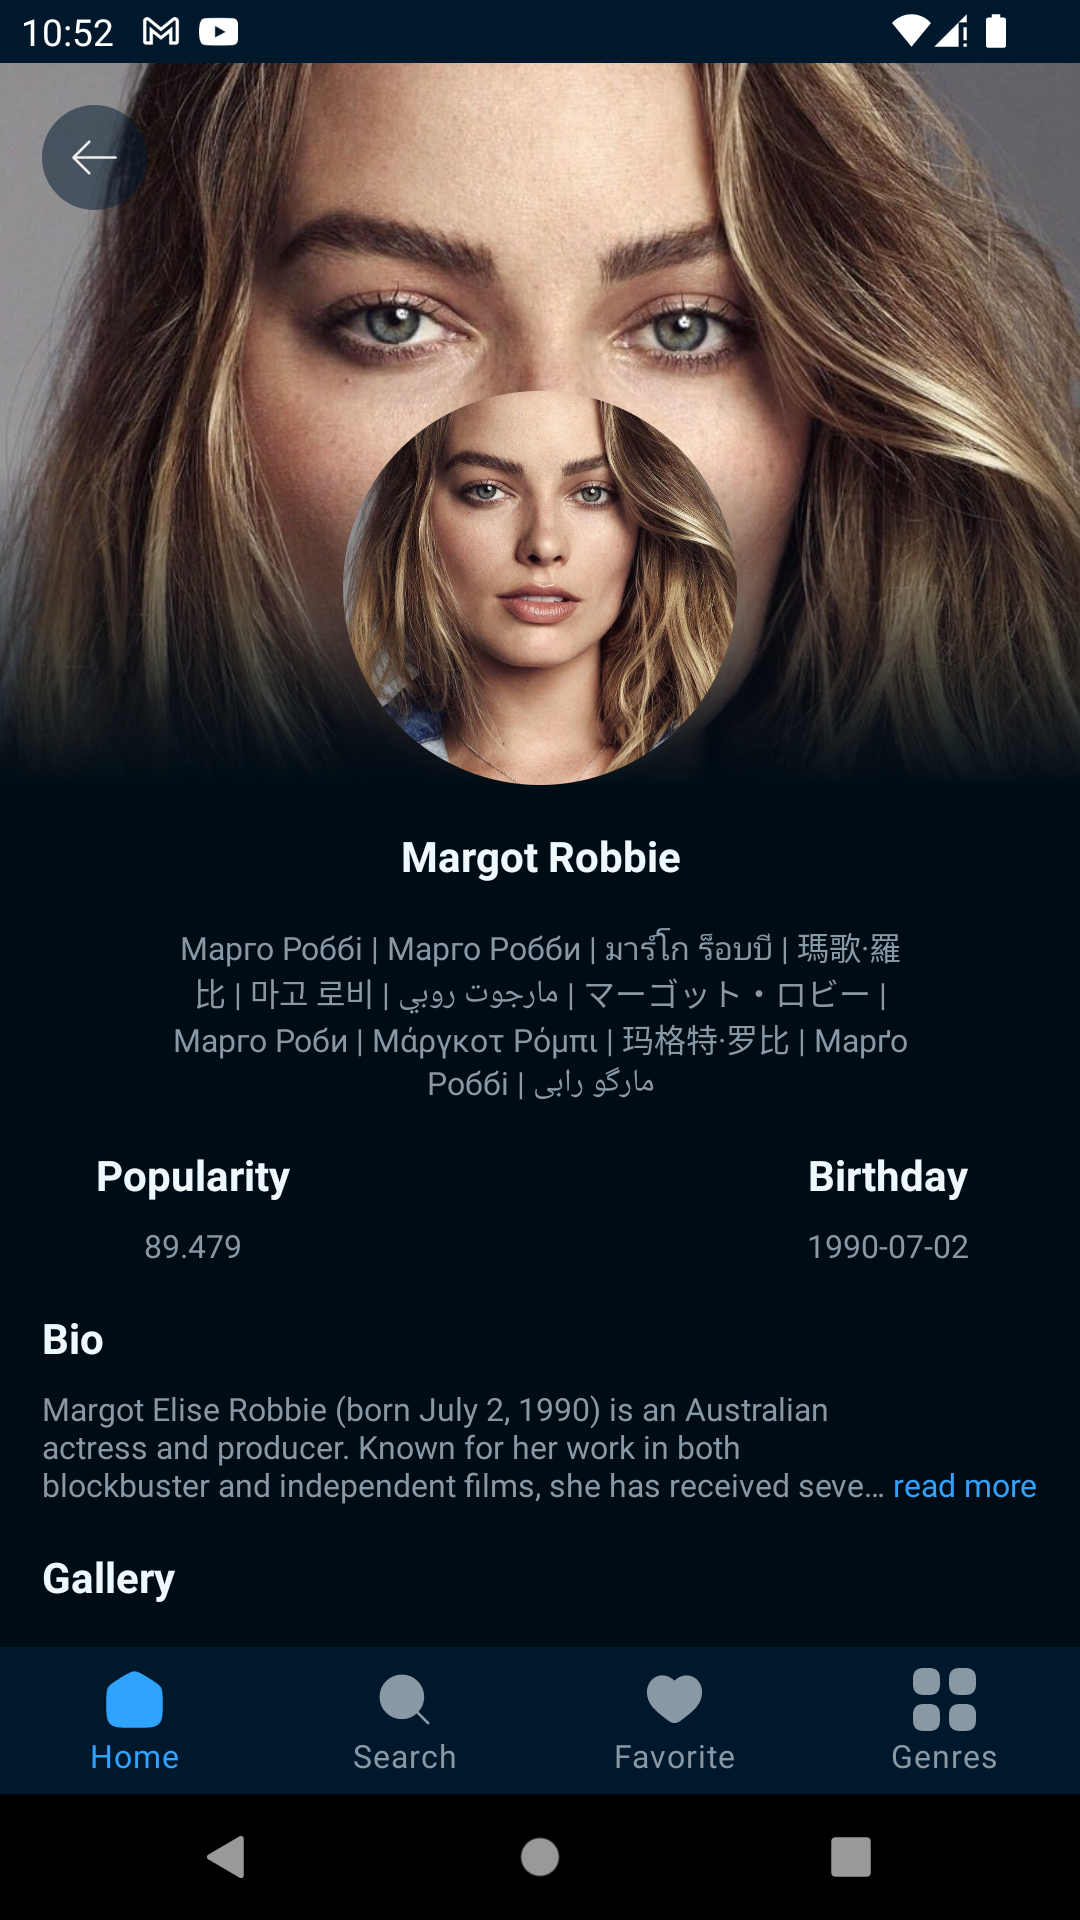 10:52
Margot Robbie
Марго Роббі | Марго Робби | มาร์โก ร็อบบี | 瑪歌·羅
比 | 마고 로비 | مارجوت روبي | マーゴット・ロビー |
Марго Роби | Μάργκοτ Ρόμπι | 玛格特·罗比 | Марґо
Роббі | مارگو رابی
Popularity
Birthday
89.479
1990-07-02
Bio
Margot Elise Robbie (born July 2, 1990) is an Australian
actress and producer. Known for her work in both
blockbuster and independent films, she has received seve… read more
Gallery
Home
Search
Favorite
Genres